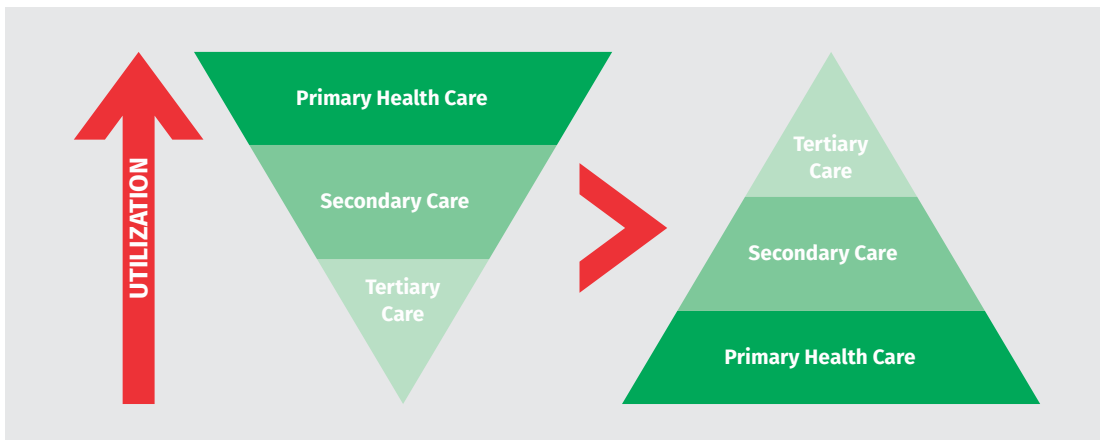 UTILIZATION
Primary Health Care
Secondary Care
Tertiary
Care
Tertiary
Care
Secondary Care
Primary Health Care